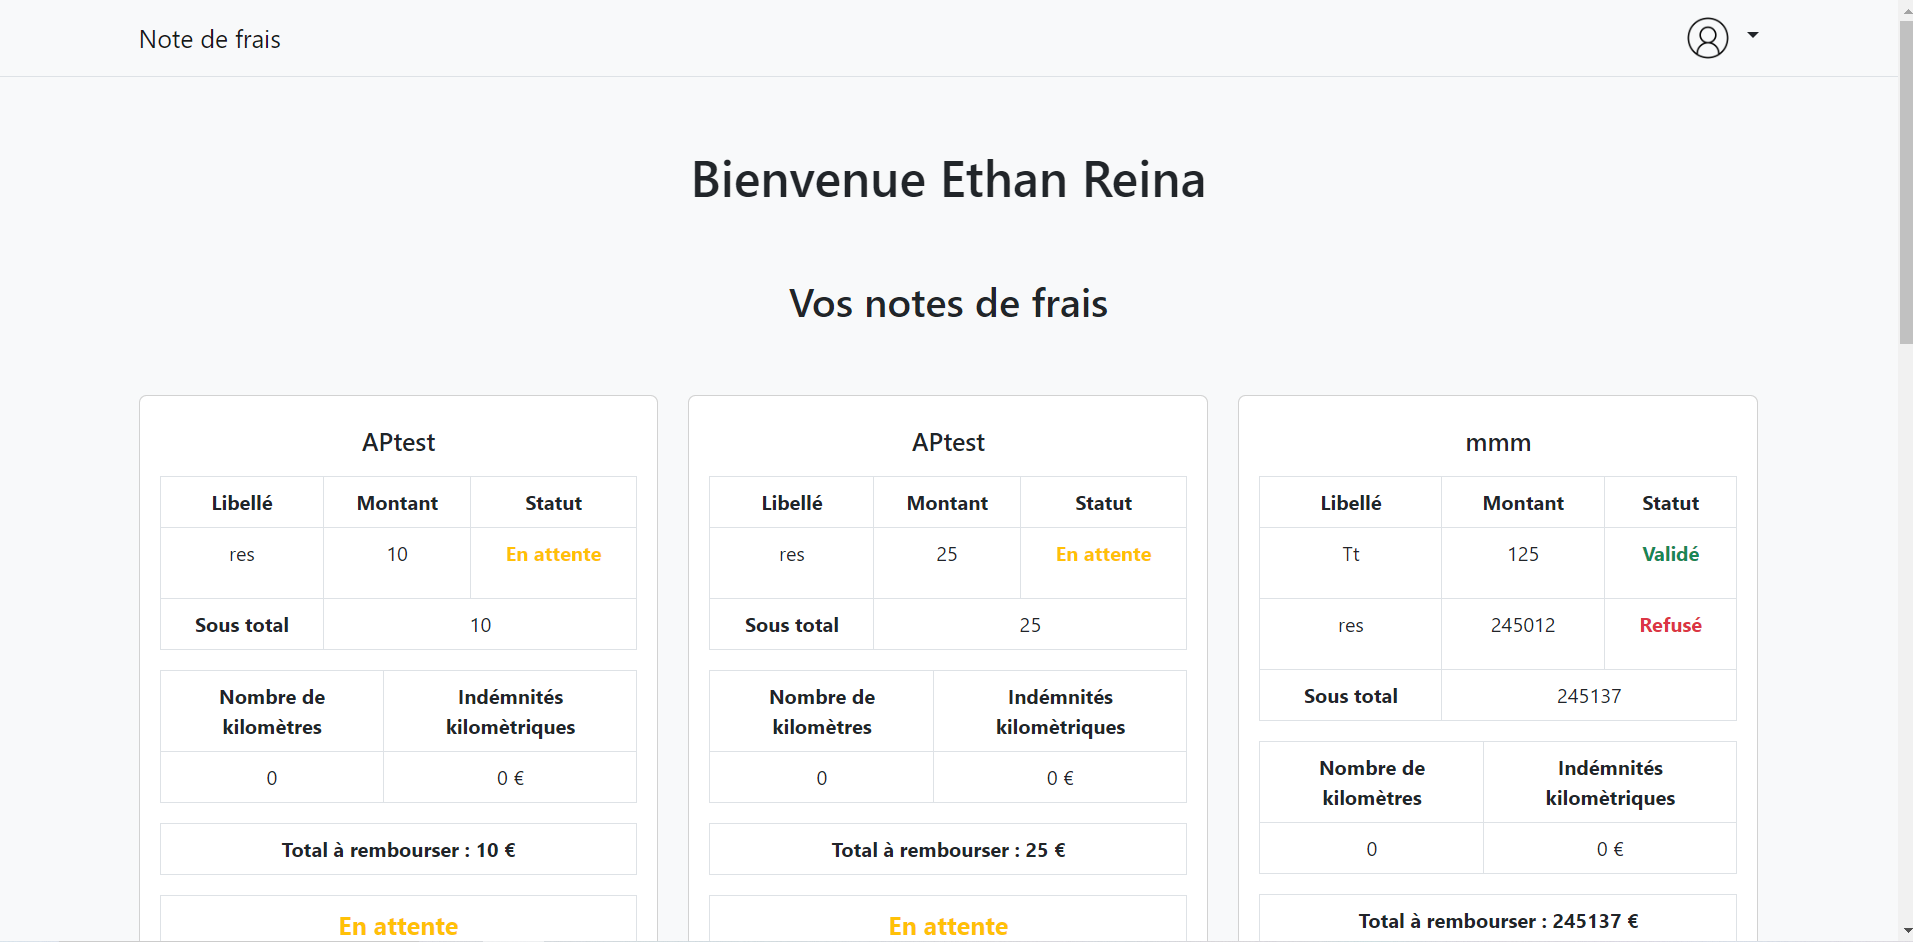 Note de frais
Bienvenue Ethan Reina
Vos notes de frais
APtest
Libellé Montant Statut
res 10 En attente
Sous total 10
Nombre de kilomètres Indémnités kilomètriques
0 0 €
Total à rembourser : 10 €
En attente
APtest
Libellé Montant Statut
res 25 En attente
Sous total 25
Nombre de kilomètres Indémnités kilomètriques
0 0 €
Total à rembourser : 25 €
En attente
mmm
Libellé Montant Statut
Tt 125 Validé
res 245012 Refusé
Sous total 245137
Nombre de kilomètres Indémnités kilomètriques
0 0 €
Total à rembourser : 245137 €